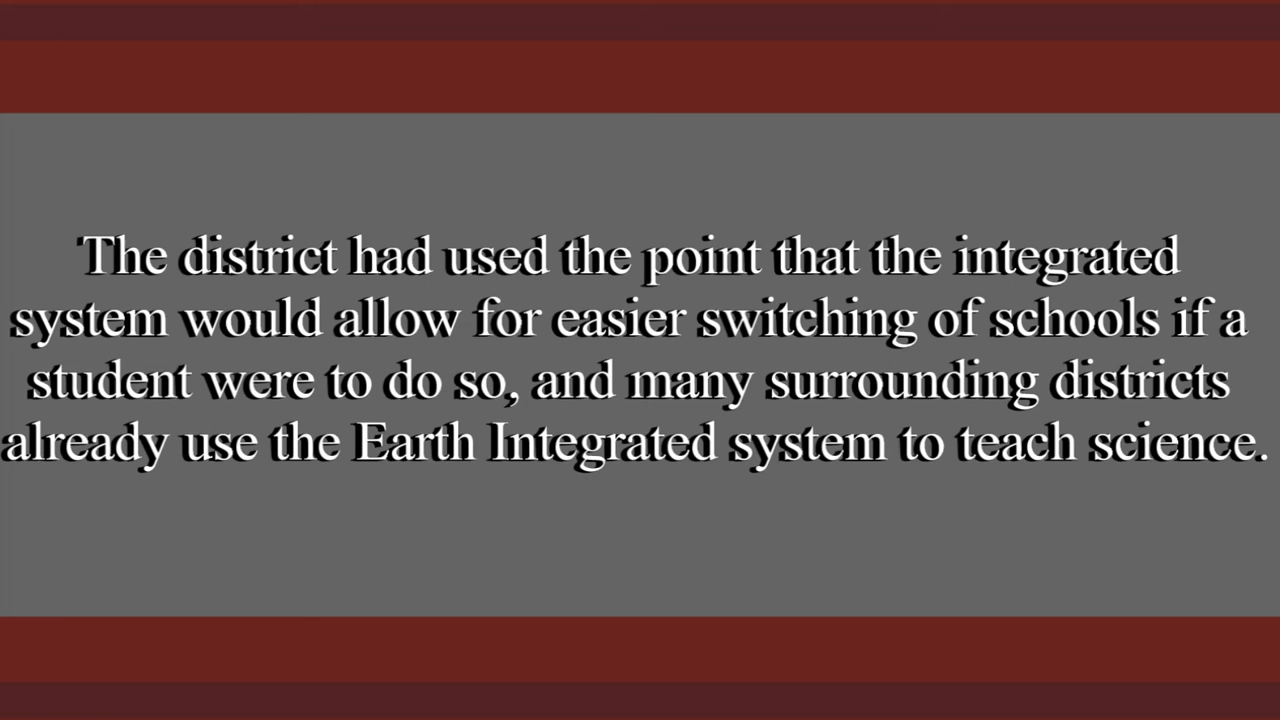 The district had used the point that the integrated
system would allow for easier switching of schools if a
student were to do so, and many surrounding districts
already use the Earth Integrated system to teach science.